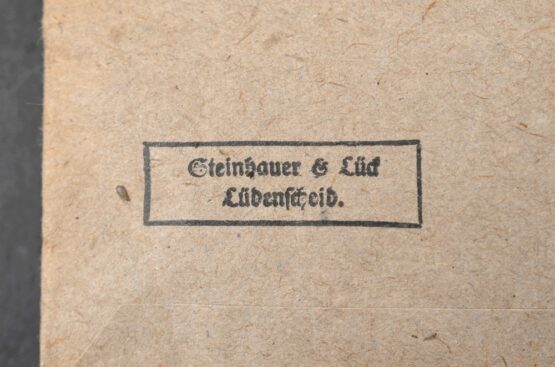 Steinhauer & Lück
Lüdenscheid.